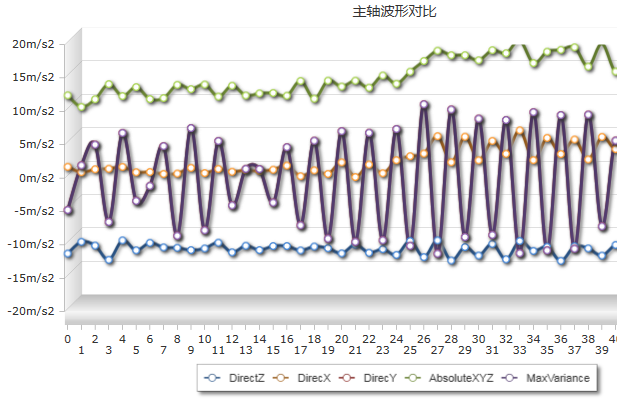 主轴波形对比
20m/s2
15m/s2
10m/s2
5m/s2
0m/s2
-5m/s2
-10m/s2
-15m/s2
-20m/s2
0 2 4 6 8 10 12 14 16 18 20 22 24 26 28 30 32 34 36 38 40
1 3 5 7 9 11 13 15 17 19 21 23 25 27 29 31 33 35 37 39
DirectZ DirecX DirecY AbsoluteXYZ MaxVariance